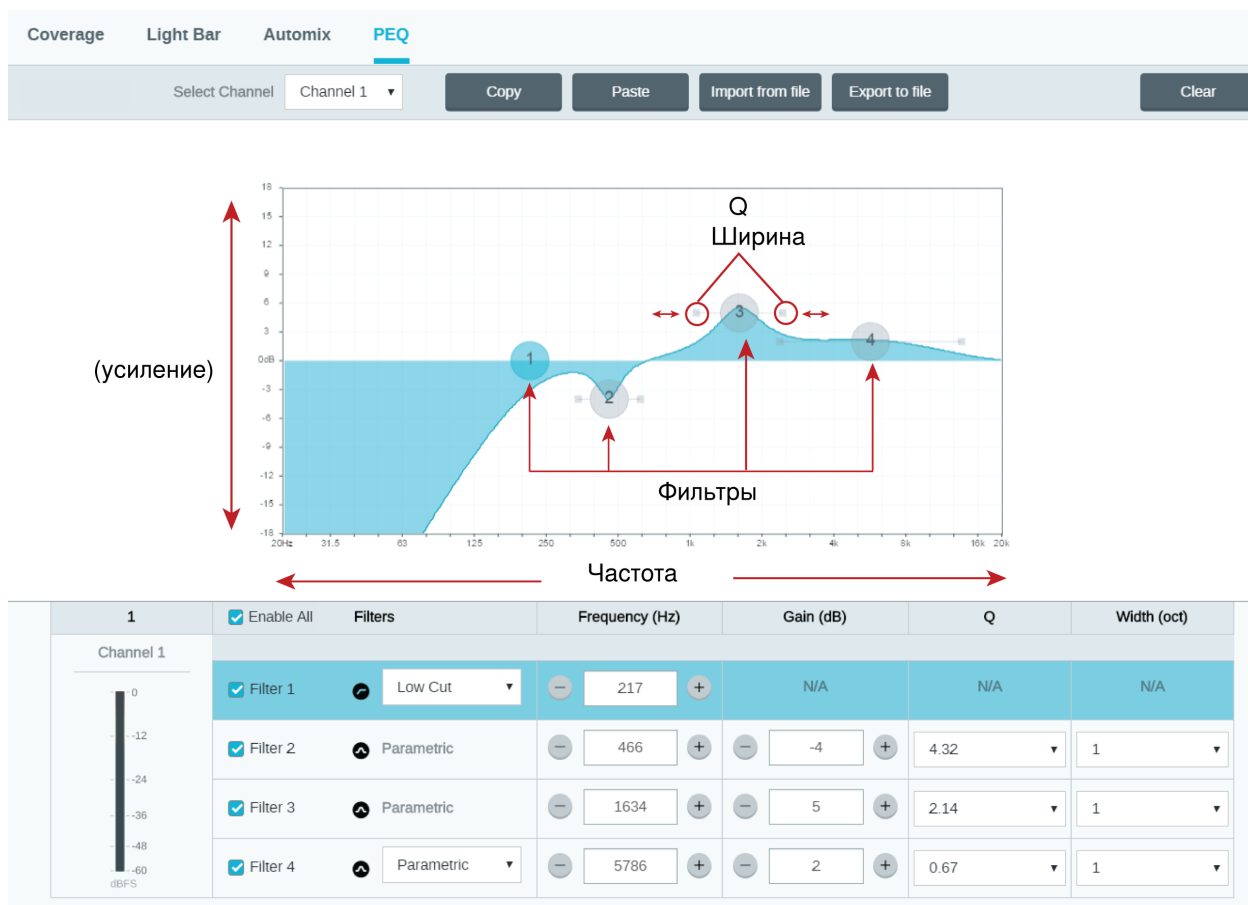 Coverage Light Bar Automix PEQ
Select Channel Channel 1 Copy Paste Import from file Export to file Clear
18
15
12
9
6
3
0dB
-3
-6
-9
-12
-15
-18
Q
Ширина
1
2
3
4
(усиление)
Фильтры
20Hz 31.5 63 125 250 500 1k 2k 4k 8k 16k 20k
Частота
1 Enable All Filters Frequency (Hz) Gain (dB) Q Width (oct)
Channel 1
0
-12
-24
-36
-48
-60
dBFS
Filter 1 Low Cut − 217 + N/A N/A N/A
Filter 2 Parametric − 466 + − -4 + 4.32 1
Filter 3 Parametric − 1634 + − 5 + 2.14 1
Filter 4 Parametric − 5786 + − 2 + 0.67 1